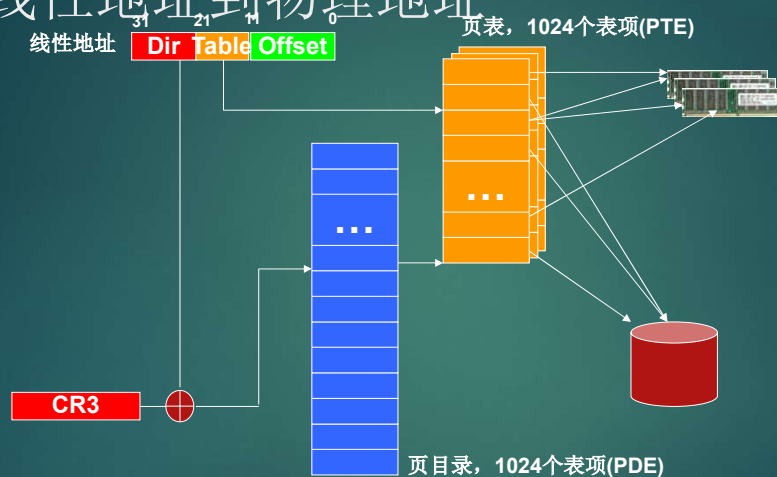 线性地址到物理地址
31 21 11 0
页表，1024个表项(PTE)
线性地址 Dir Table Offset
...
...
CR3
页目录，1024个表项(PDE)